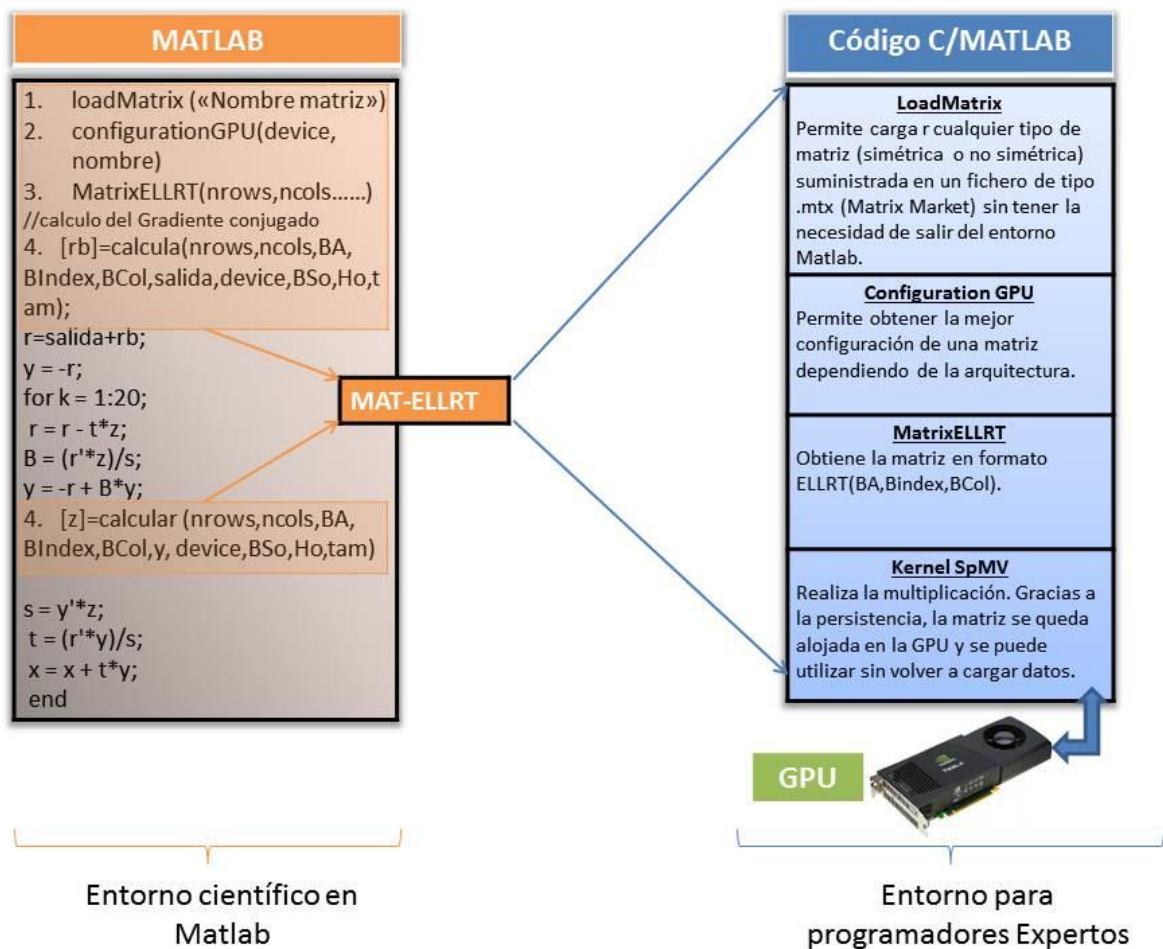 MATLAB
1. loadMatrix («Nombre matriz»)
2. configurationGPU(device,
nombre)
3. MatrixELLRT(nrows,ncols......)
//calculo del Gradiente conjugado
4. [rb]=calcula(nrows,ncols,BA,
BIndex,BCol,salida,device,BSo,Ho,t
am);
r=salida+rb;
y = -r;
for k = 1:20;
r = r - t*z;
B = (r'*z)/s;
y = -r + B*y;
4. [z]=calcular (nrows,ncols,BA,
BIndex,BCol,y, device,BSo,Ho,tam)
s = y'*z;
t = (r'*y)/s;
x = x + t*y;
end
MAT-ELLRT
Código C/MATLAB
LoadMatrix
Permite carga r cualquier tipo de
matriz (simétrica o no simétrica)
suministrada en un fichero de tipo
.mtx (Matrix Market) sin tener la
necesidad de salir del entorno
Matlab.
Configuration GPU
Permite obtener la mejor
configuración de una matriz
dependiendo de la arquitectura.
MatrixELLRT
Obtiene la matriz en formato
ELLRT(BA,Bindex,BCol).
Kernel SpMV
Realiza la multiplicación. Gracias a
la persistencia, la matriz se queda
alojada en la GPU y se puede
utilizar sin volver a cargar datos.
GPU
TESLA
Entorno científico en
Matlab
Entorno para
programadores Expertos